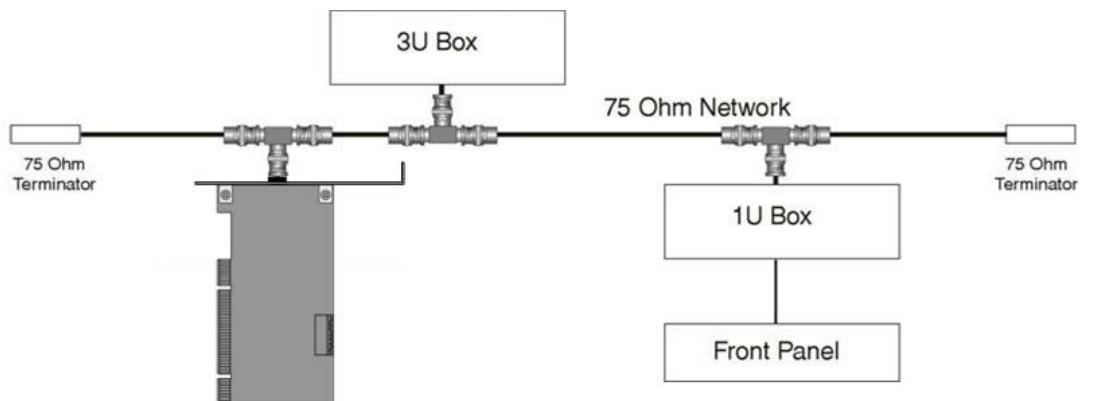 3U Box
75 Ohm Network
75 Ohm
Terminator
75 Ohm
Terminator
1U Box
Front Panel